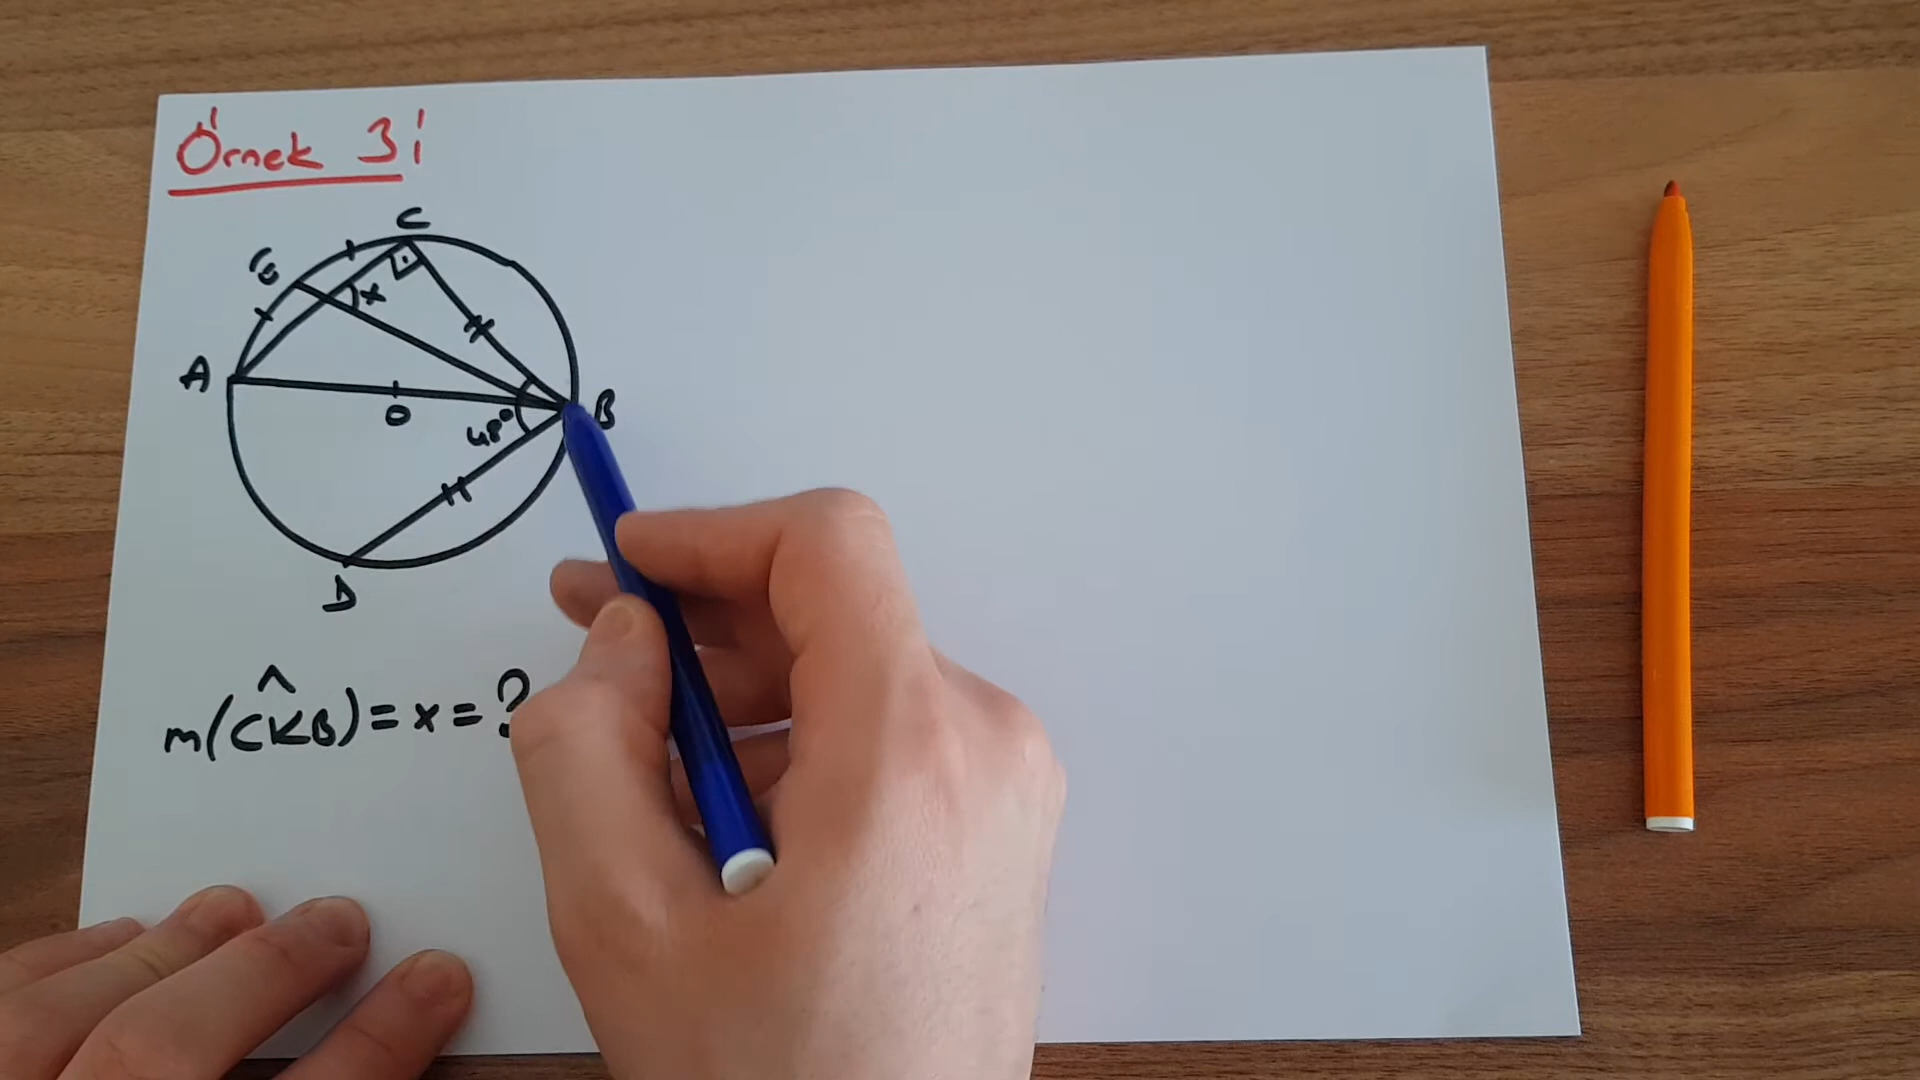 Örnek 3:
C
E
x
A
O
B
48°
D
m(CKB) = x = ?